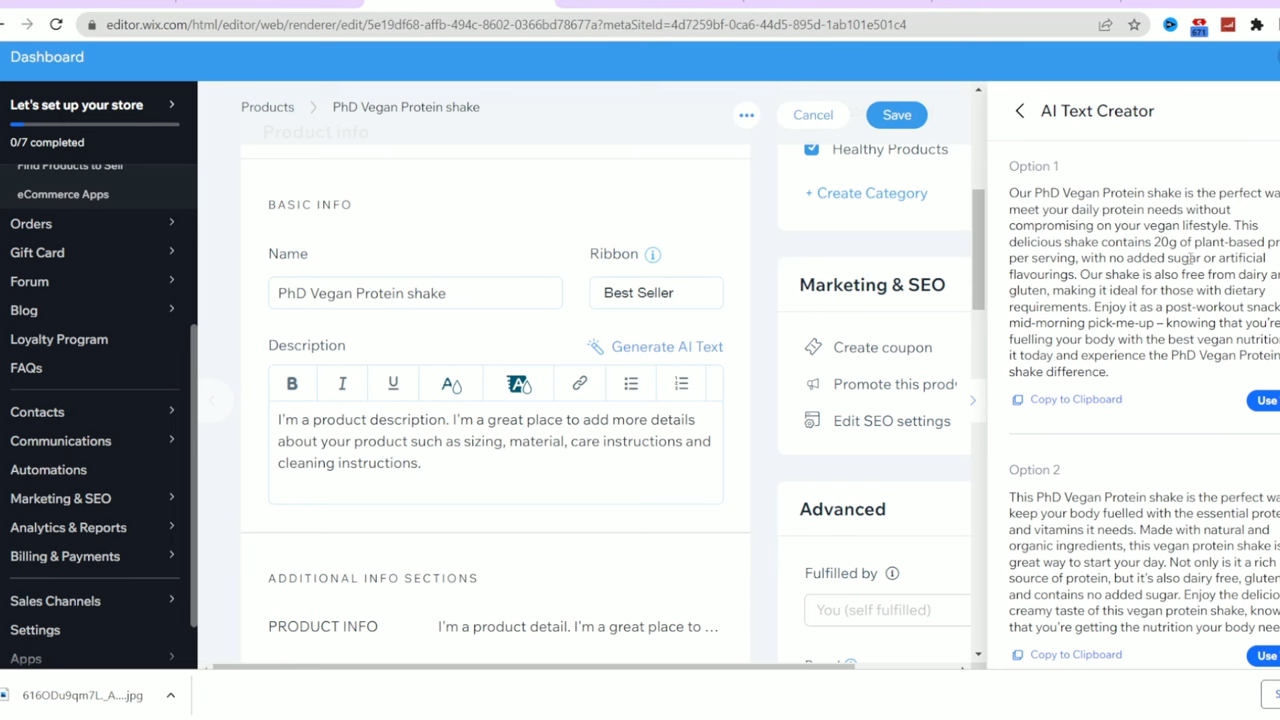 editor.wix.com/html/editor/web/renderer/edit/5e19df68-affb-494c-8602-0366bd78677a?metaSiteId=4d7259bf-0ca6-44d5-895d-1ab101e501c4
671
Dashboard
Let's set up your store
0/7 completed
Find Products to Sell
eCommerce Apps
Orders
Gift Card
Forum
Blog
Loyalty Program
FAQs
Contacts
Communications
Automations
Marketing & SEO
Analytics & Reports
Billing & Payments
Sales Channels
Settings
Apps
Products > PhD Vegan Protein shake
Product info
Cancel
Save
BASIC INFO
Name
Ribbon
PhD Vegan Protein shake
Best Seller
Description
Generate AI Text
B I U A A
I'm a product description. I'm a great place to add more details
about your product such as sizing, material, care instructions and
cleaning instructions.
ADDITIONAL INFO SECTIONS
PRODUCT INFO
I'm a product detail. I'm a great place to ...
Healthy Products
+ Create Category
Marketing & SEO
Create coupon
Promote this prod
Edit SEO settings
Advanced
Fulfilled by
You (self fulfilled)
AI Text Creator
Option 1
Our PhD Vegan Protein shake is the perfect wa
meet your daily protein needs without
compromising on your vegan lifestyle. This
delicious shake contains 20g of plant-based pr
per serving, with no added sugar or artificial
flavourings. Our shake is also free from dairy a
gluten, making it ideal for those with dietary
requirements. Enjoy it as a post-workout snack
mid-morning pick-me-up – knowing that you're
fuelling your body with the best vegan nutritio
it today and experience the PhD Vegan Protein
shake difference.
Copy to Clipboard
Use
Option 2
This PhD Vegan Protein shake is the perfect wa
keep your body fuelled with the essential prote
and vitamins it needs. Made with natural and
organic ingredients, this vegan protein shake is
great way to start your day. Not only is it a rich
source of protein, but it's also dairy free, gluten
and contains no added sugar. Enjoy the delicio
creamy taste of this vegan protein shake, know
that you're getting the nutrition your body nee
Copy to Clipboard
Use
616ODu9qm7L._A....jpg